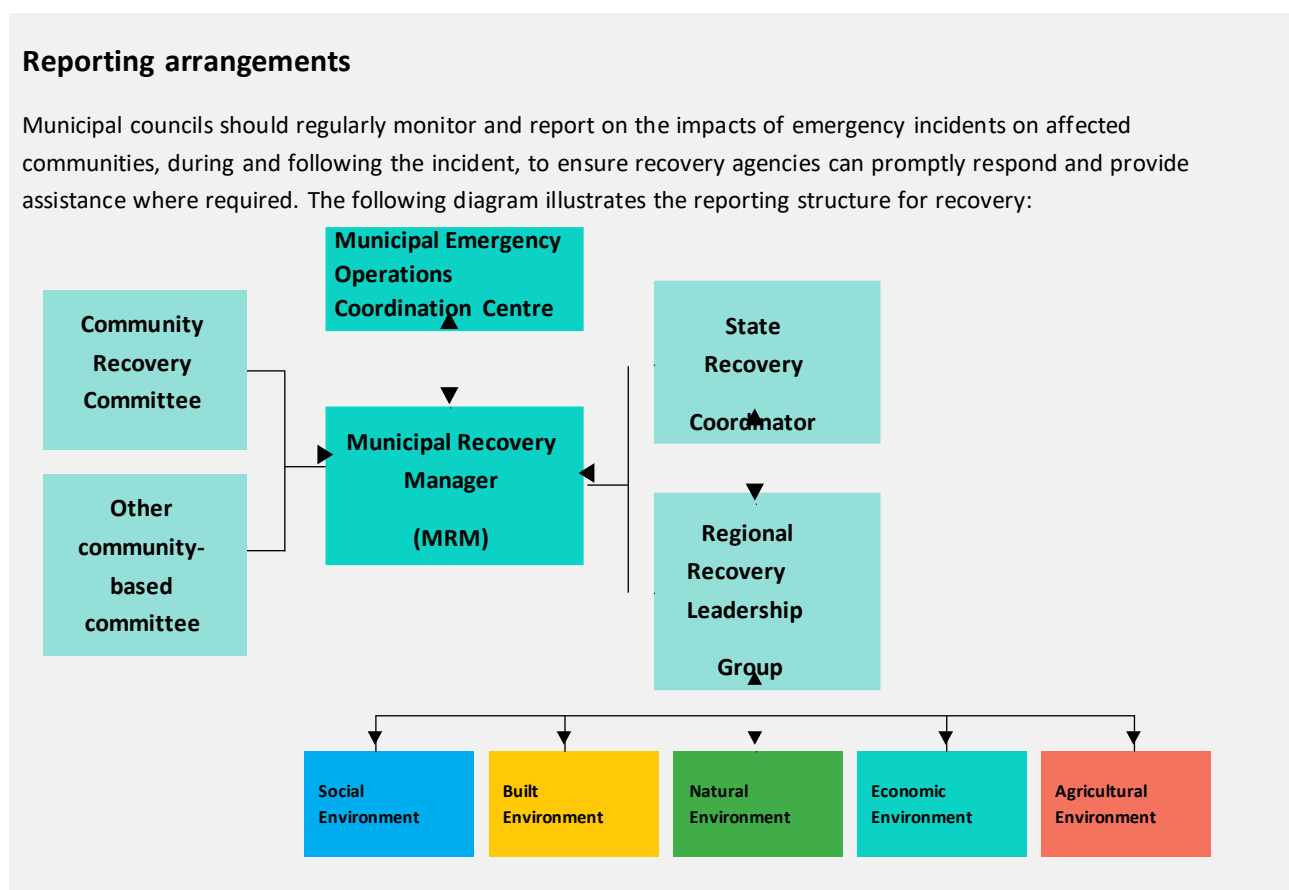 Reporting arrangements
Municipal councils should regularly monitor and report on the impacts of emergency incidents on affected
communities, during and following the incident, to ensure recovery agencies can promptly respond and provide
assistance where required. The following diagram illustrates the reporting structure for recovery:
Municipal Emergency
Operations
Coordination Centre
Community
Recovery
Committee
State
Recovery
Coordinator
Municipal Recovery
Manager
(MRM)
Other
community-
based
committee
Regional
Recovery
Leadership
Group
Social
Environment
Built
Environment
Natural
Environment
Economic
Environment
Agricultural
Environment